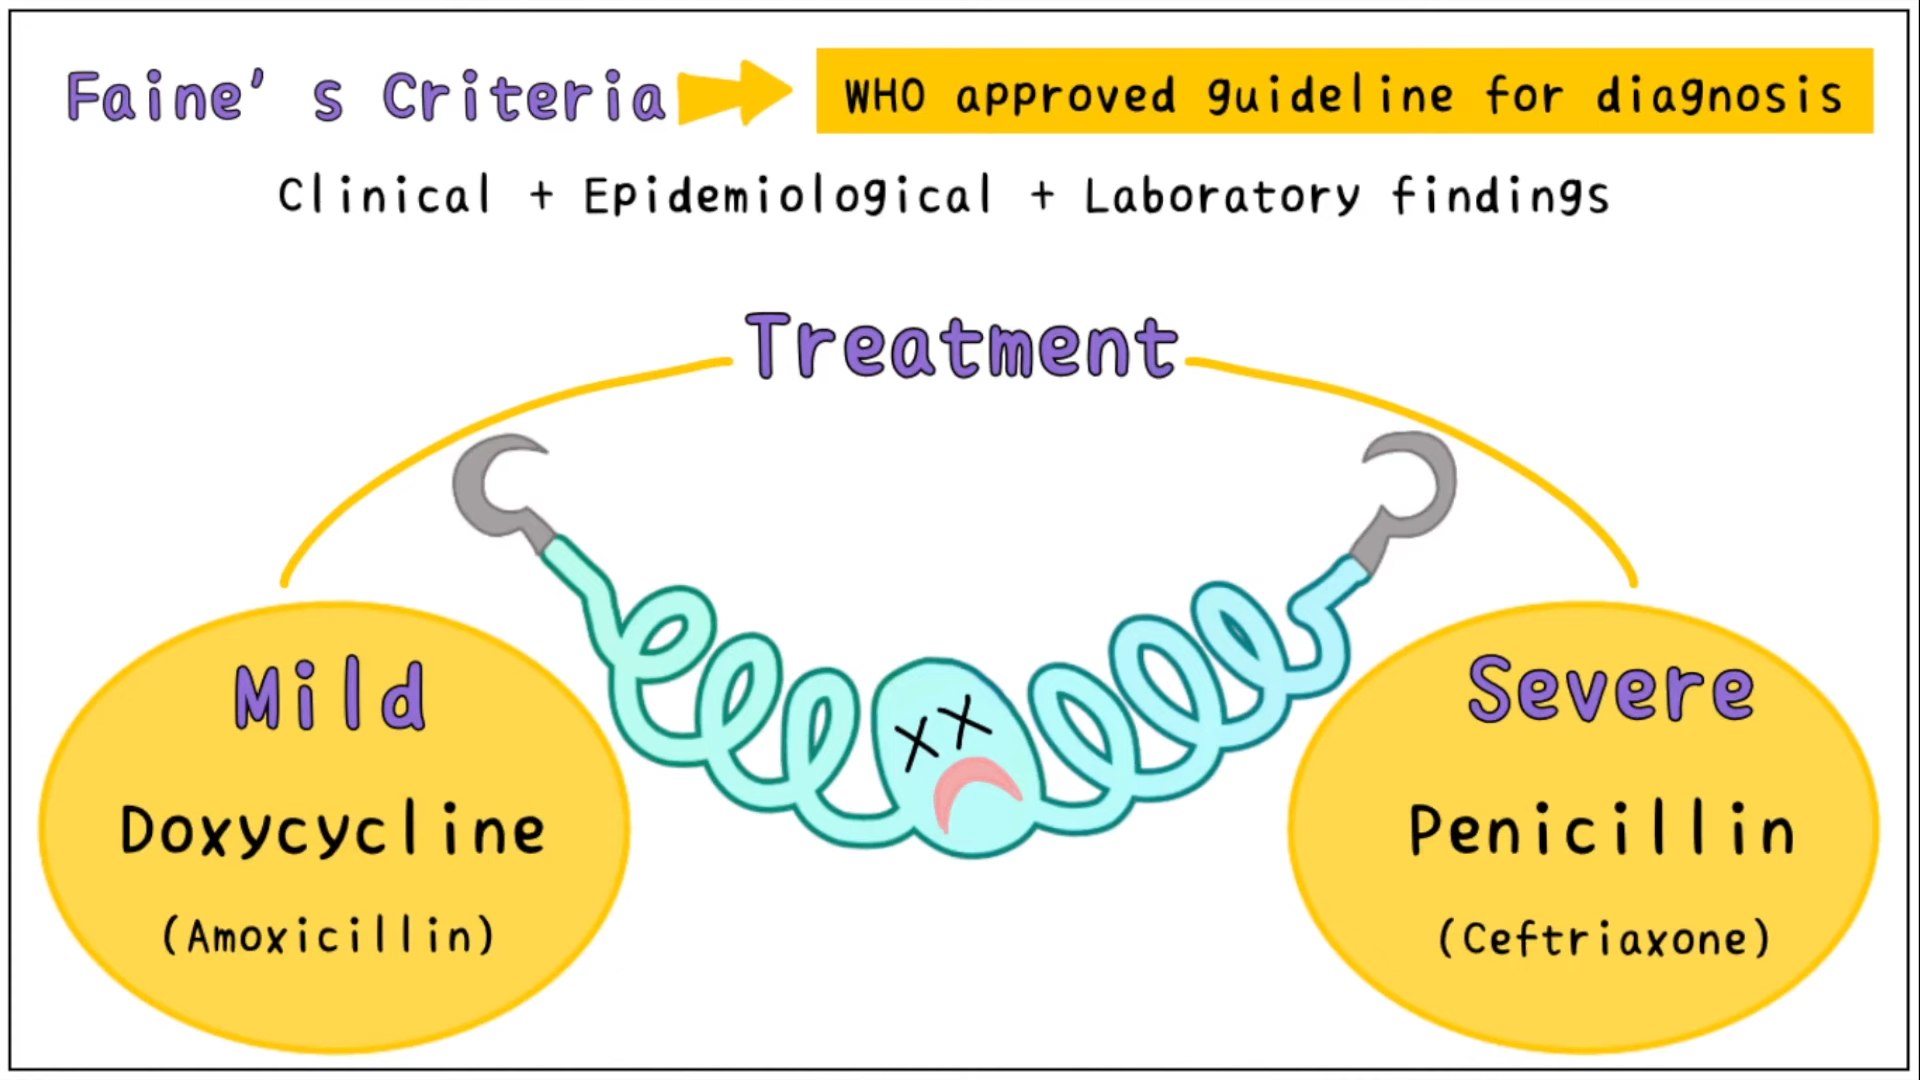 Faine's Criteria
WHO approved guideline for diagnosis
Clinical + Epidemiological + Laboratory findings
Treatment
Mild
Doxycycline
(Amoxicillin)
Severe
Penicillin
(Ceftriaxone)